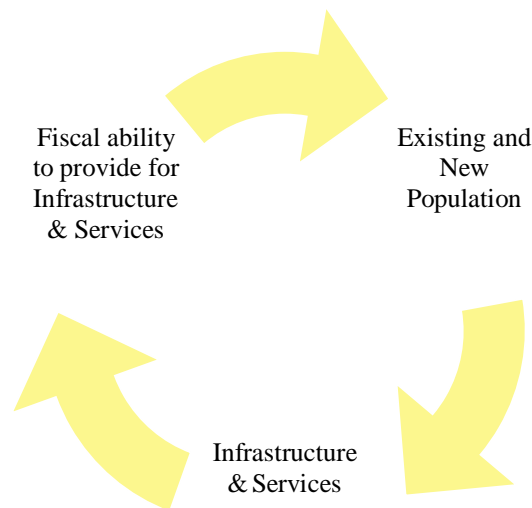 Fiscal ability
to provide for
Infrastructure
& Services
Existing and
New
Population
Infrastructure
& Services